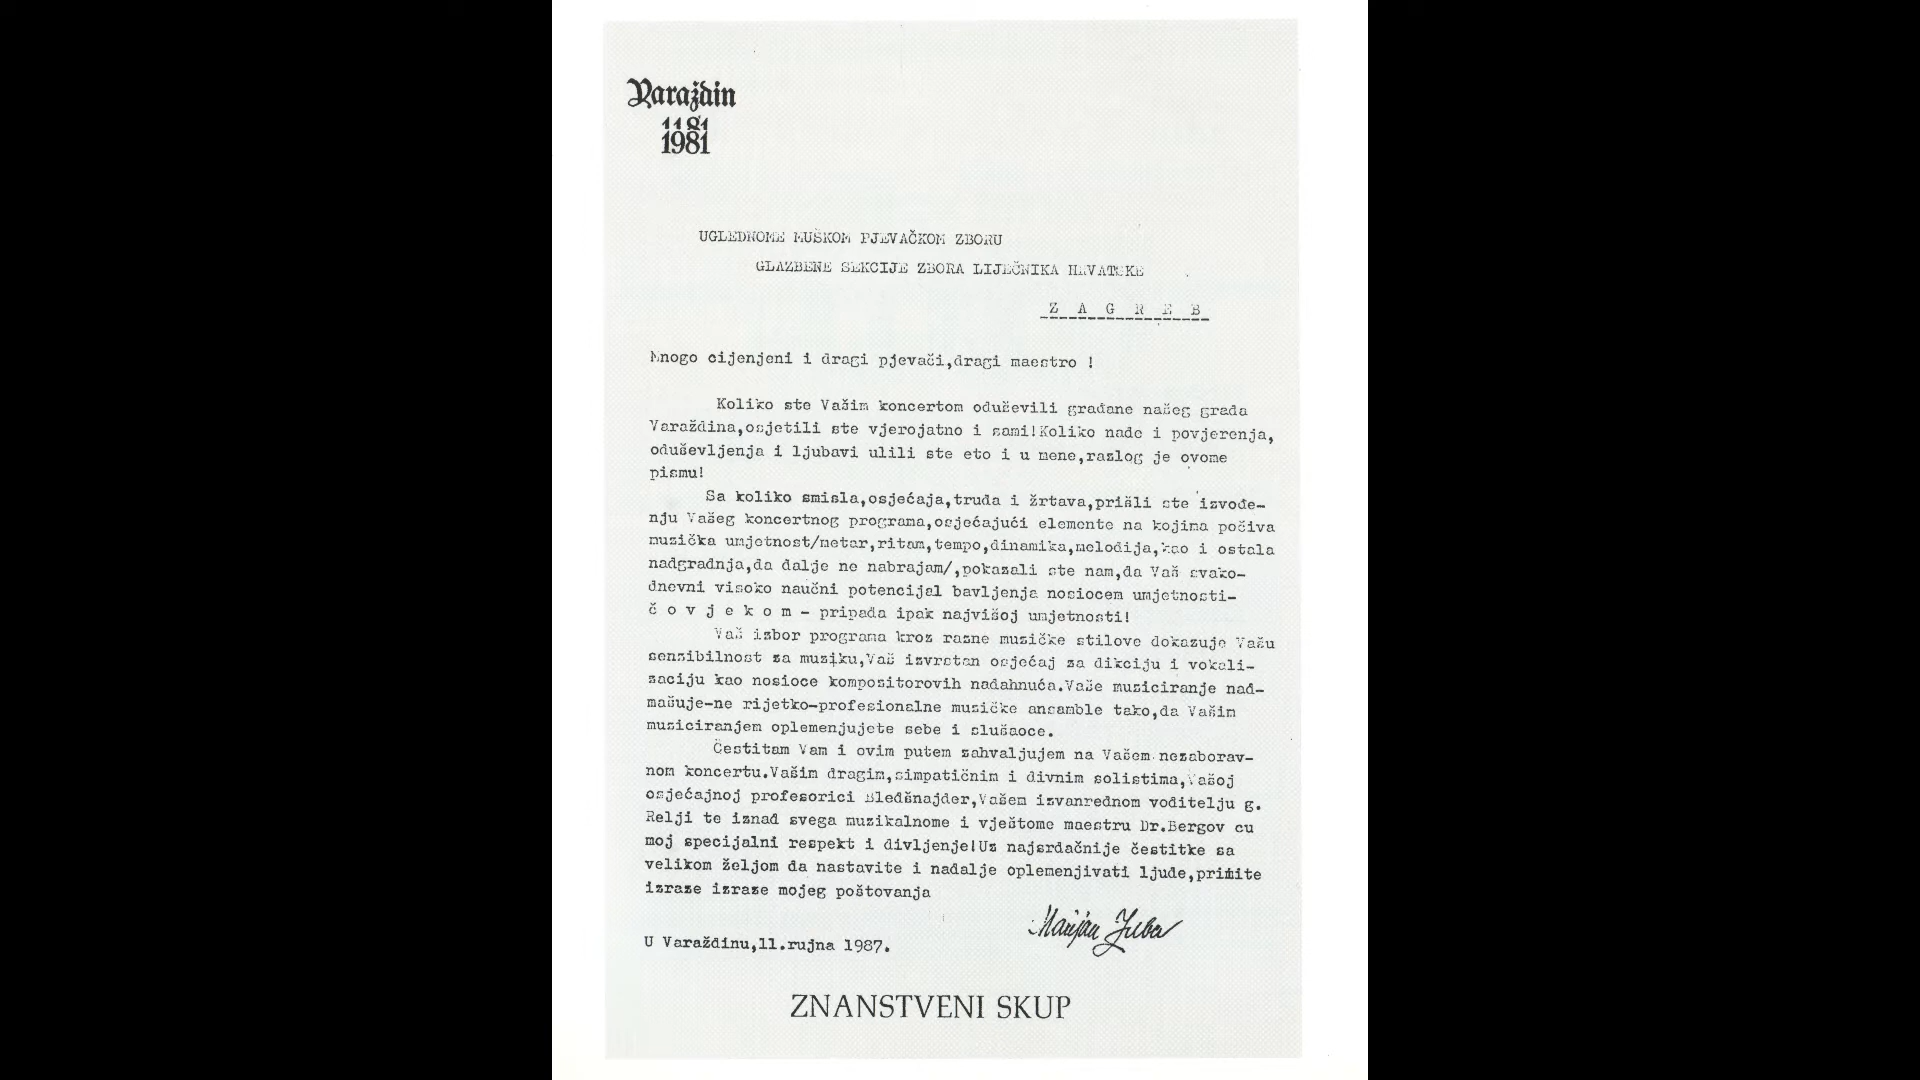 Varaždin
1181
1981
UGLEDNOME MUŠKOM PJEVAČKOM ZBORU
GLAZBENE SEKCIJE ZBORA LIJEČNIKA HRVATSKE
Z A G R E B
Mnogo cijenjeni i dragi pjevači,dragi maestro !
Koliko ste Vašim koncertom oduševili građane našeg grada
Varaždina,osjetili ste vjerojatno i sami!Koliko nade i povjerenja,
oduševljenja i ljubavi ulili ste eto i u mene,razlog je ovome
pismu!
Sa koliko smisla,osjećaja,truda i žrtava,prišli ste izvođe-
nju Vašeg koncertnog programa,osjećajući elemente na kojima počiva
muzička umjetnost/metar,ritam,tempo,dinamika,melodija,kao i ostala
nadgradnja,da dalje ne nabrajam/,pokazali ste nam,da Vaš svako-
dnevni visoko naučni potencijal bavljenja nosiocem umjetnosti-
č o v j e k o m - pripada ipak najvišoj umjetnosti!
Vaš izbor programa kroz razne muzičke stilove dokazuje Vašu
senzibilnost za muziku,Vaš izvrstan osjećaj za dikciju i vokali-
zaciju kao nosioce kompozitorovih nadahnuća.Vaše muziciranje nad-
mašuje-ne rijetko-profesionalne muzičke ansamble tako,da Vašim
muziciranjem oplemenjujete sebe i slušaoce.
Čestitam Vam i ovim putem zahvaljujem na Vašem nezaborav-
nom koncertu.Vašim dragim,simpatičnim i divnim solistima,Vašoj
osjećajnoj profesorici Bledšnajder,Vašem izvanrednom voditelju g.
Relji te iznad svega muzikalnome i vještome maestru Dr.Bergov cu
moj specijalni respekt i divljenje!Uz najsrdačnije čestitke sa
velikom željom da nastavite i nadalje oplemenjivati ljude,primite
izraze izraze mojeg poštovanja
Marijan
U Varaždinu,11.rujna 1987.
ZNANSTVENI SKUP